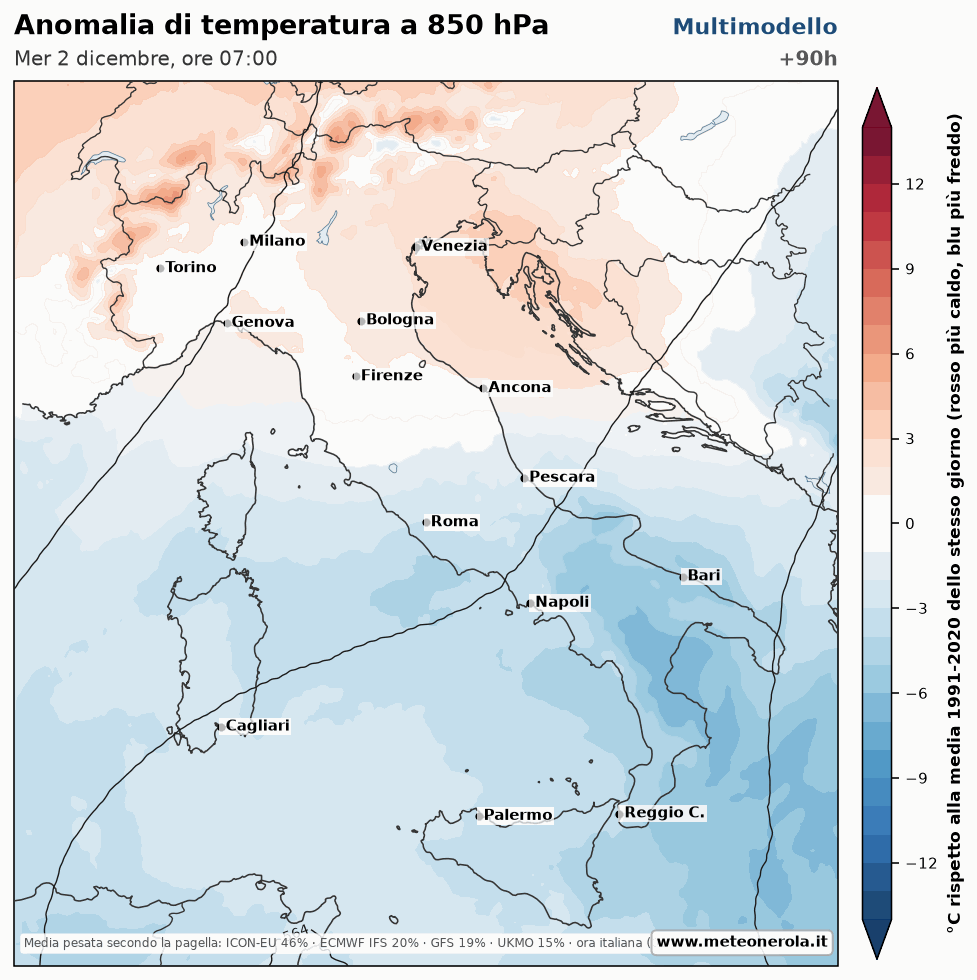 Anomalia di temperatura a 850 hPa
Multimodello
Mer 2 dicembre, ore 07:00
+90h
Milano
Venezia
Torino
Genova
Bologna
Firenze
Ancona
Pescara
Roma
Bari
Napoli
Cagliari
Palermo
Reggio C.
12
9
6
3
0
−3
−6
−9
−12
°C rispetto alla media 1991-2020 dello stesso giorno (rosso più caldo, blu più freddo)
Media pesata secondo la pagella: ICON-EU 46% · ECMWF IFS 20% · GFS 19% · UKMO 15% · ora italiana (
www.meteonerola.it